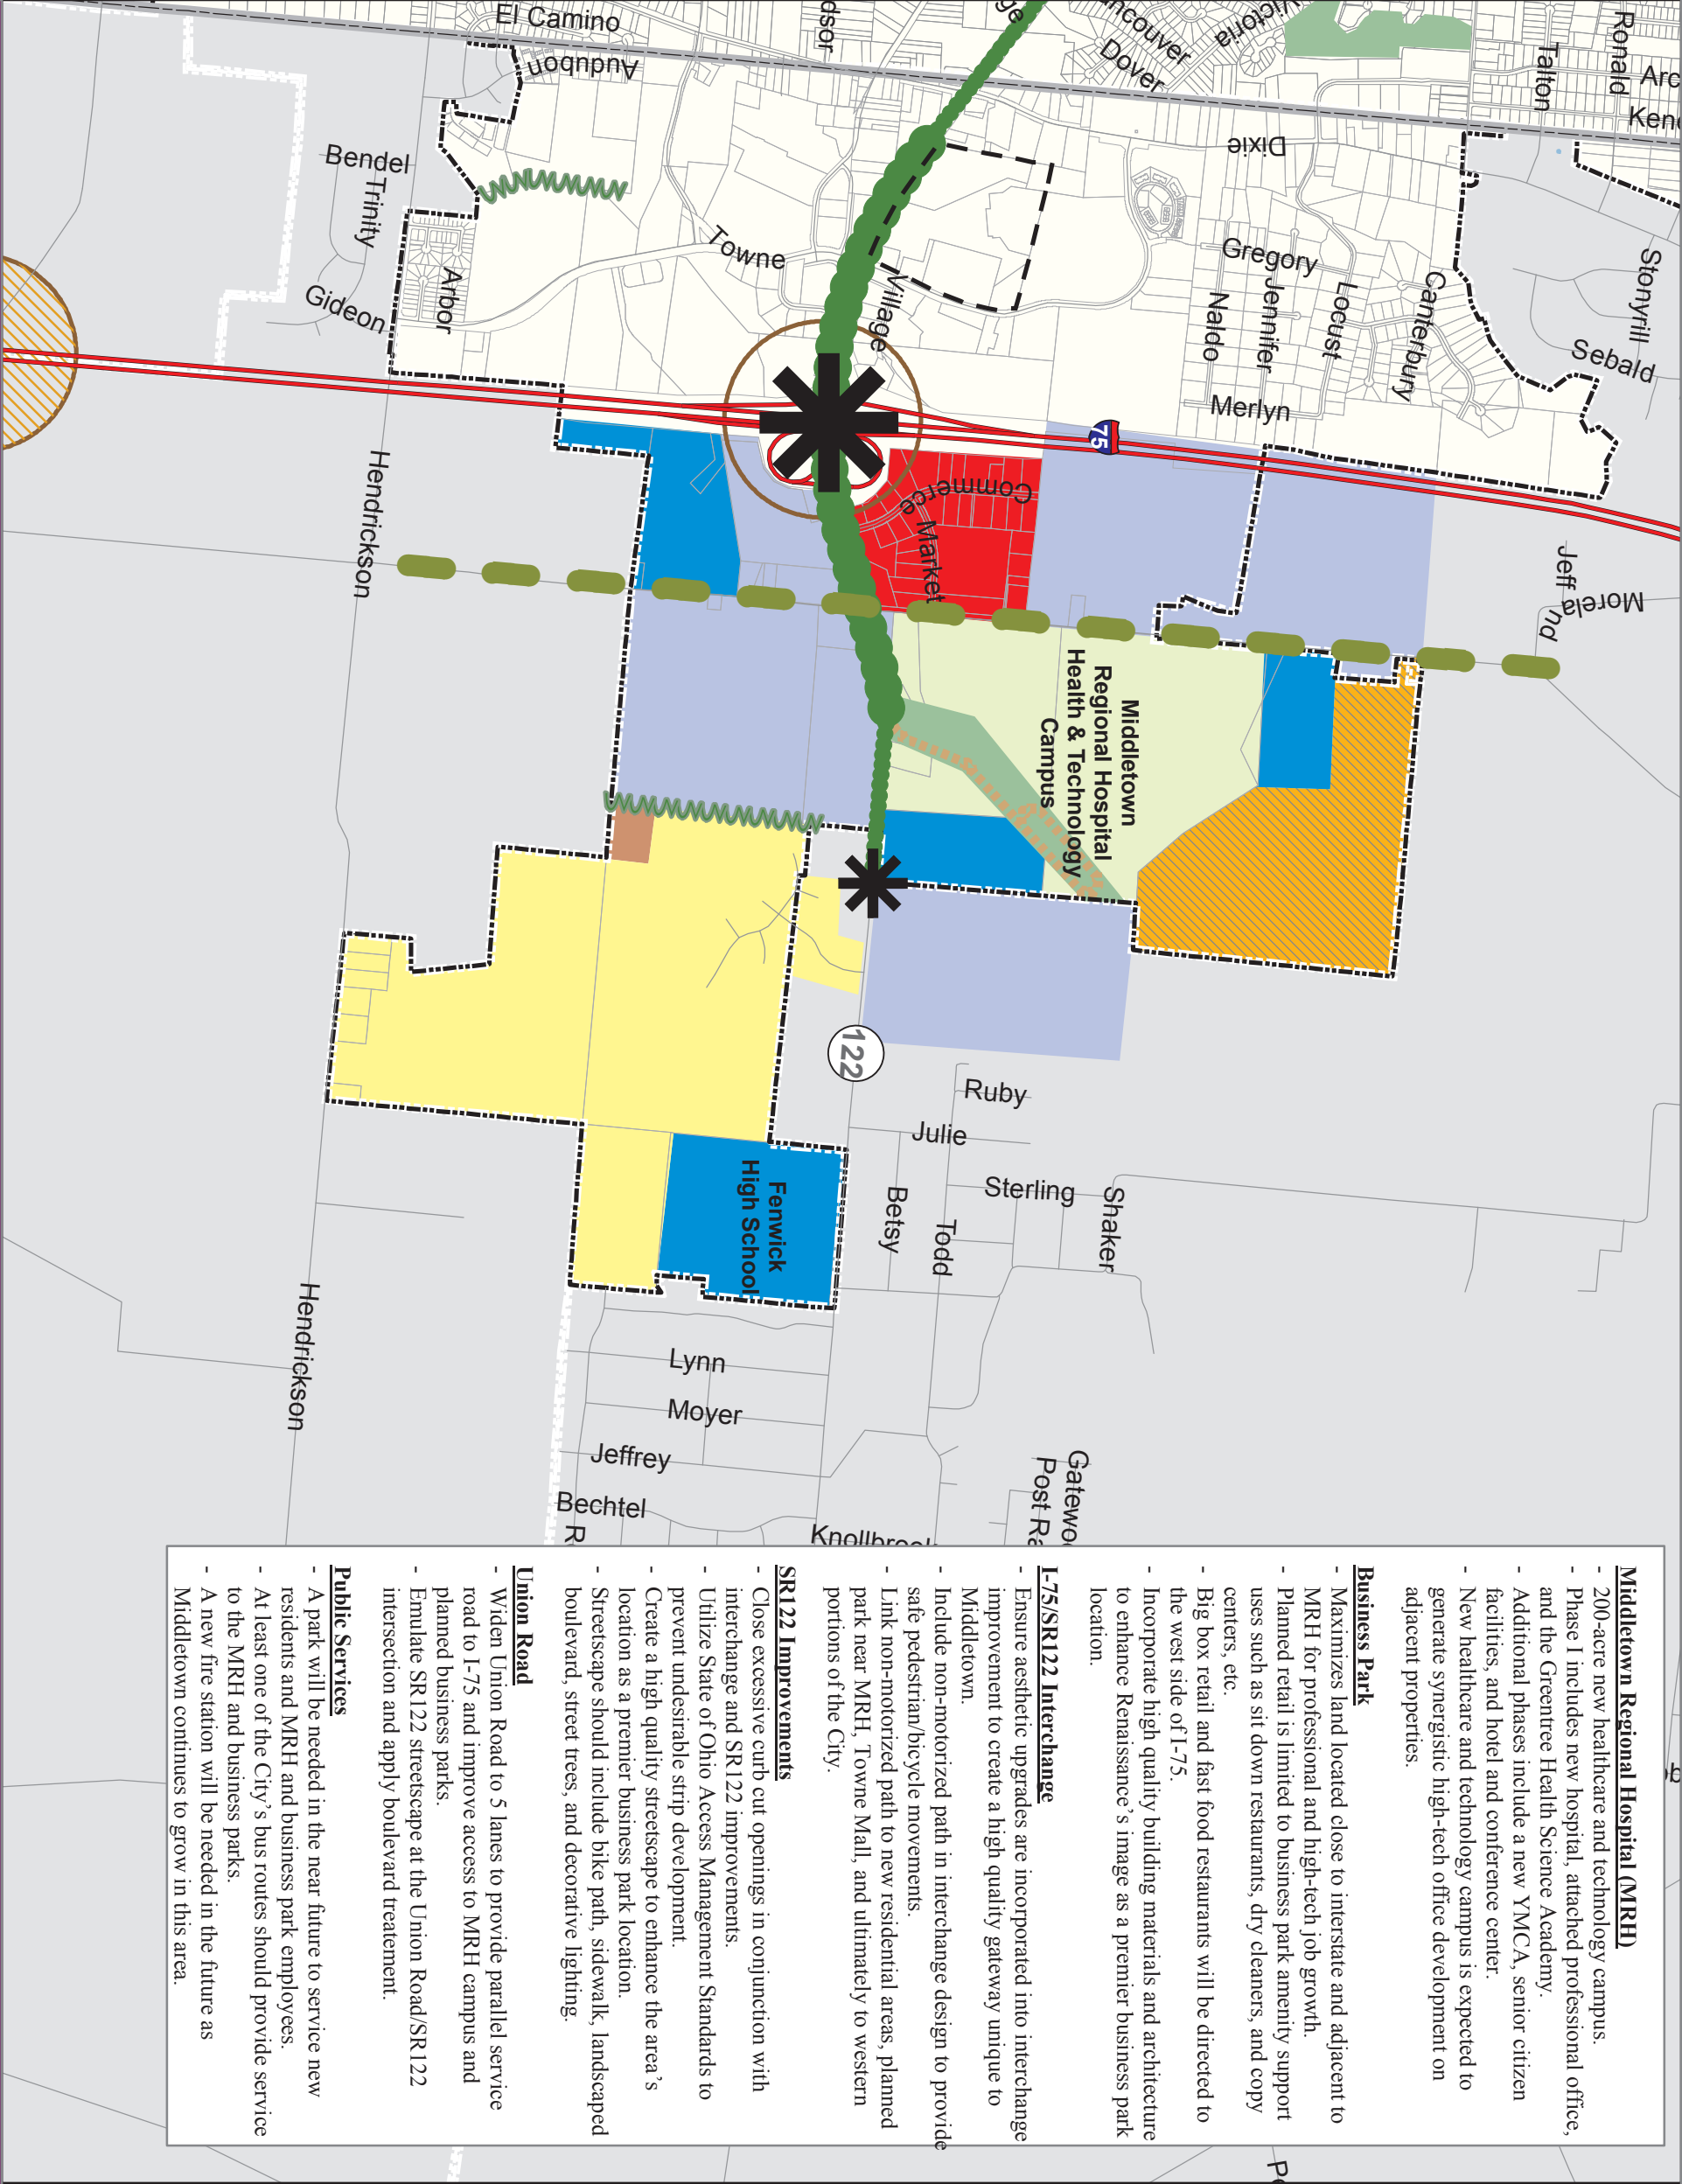 El Camino
Audubon
Dover
Talton
Ronald
Dixie
Bendel
Trinity
Gideon
Arbor
Towne
Village
Gregory
Naldo
Jennifer
Locust
Canterbury
Merlyn
Stonyrill
Sebald
75
Commerce
Market
Hendrickson
Jeff
Morela
nd
Middletown
Regional Hospital
Health & Technology
Campus
122
Ruby
Julie
Sterling
Shaker
Betsy
Todd
Fenwick
High School
Hendrickson
Lynn
Moyer
Jeffrey
Bechtel
Middletown Regional Hospital (MRH)
- 200-acre new healthcare and technology campus.
- Phase I includes new hospital, attached professional office,
and the Greentree Health Science Academy.
- Additional phases include a new YMCA, senior citizen
facilities, and hotel and conference center.
- New healthcare and technology campus is expected to
generate synergistic high-tech office development on
adjacent properties.
Business Park
- Maximizes land located close to interstate and adjacent to
MRH for professional and high-tech job growth.
- Planned retail is limited to business park amenity support
uses such as sit down restaurants, dry cleaners, and copy
centers, etc.
- Big box retail and fast food restaurants will be directed to
the west side of I-75.
- Incorporate high quality building materials and architecture
to enhance Renaissance's image as a premier business park
location.
I-75/SR122 Interchange
- Ensure aesthetic upgrades are incorporated into interchange
improvement to create a high quality gateway unique to
Middletown.
- Include non-motorized path in interchange design to provide
safe pedestrian/bicycle movements.
- Link non-motorized path to new residential areas, planned
park near MRH, Towne Mall, and ultimately to western
portions of the City.
SR122 Improvements
- Close excessive curb cut openings in conjunction with
interchange and SR122 improvements.
- Utilize State of Ohio Access Management Standards to
prevent undesirable strip development.
- Create a high quality streetscape to enhance the area's
location as a premier business park location.
- Streetscape should include bike path, sidewalk, landscaped
boulevard, street trees, and decorative lighting.
Union Road
- Widen Union Road to 5 lanes to provide parallel service
road to I-75 and improve access to MRH campus and
planned business parks.
- Emulate SR122 streetscape at the Union Road/SR122
intersection and apply boulevard treatement.
Public Services
- A park will be needed in the near future to service new
residents and MRH and business park employees.
- At least one of the City's bus routes should provide service
to the MRH and business parks.
- A new fire station will be needed in the future as
Middletown continues to grow in this area.